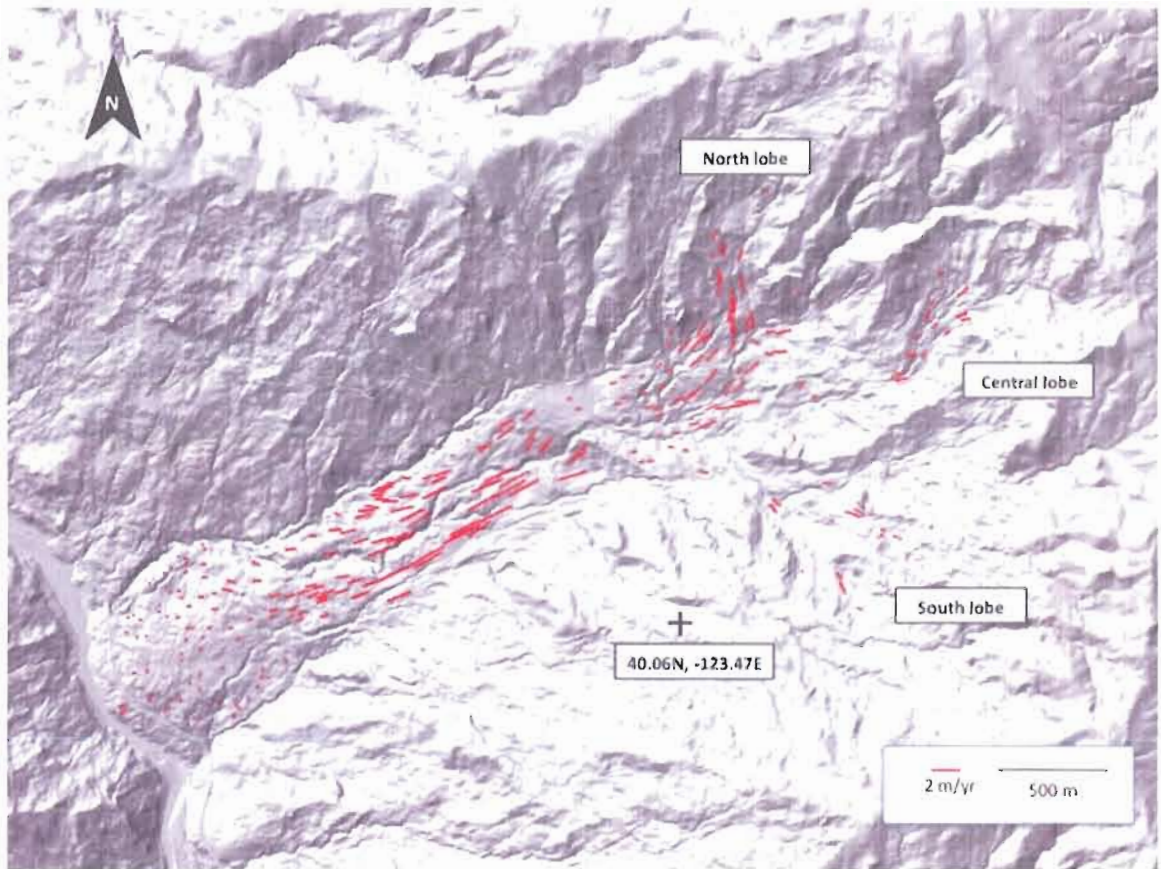 N
North lobe
Central lobe
South lobe
40.06N, -123.47E
2 m/yr
500 m